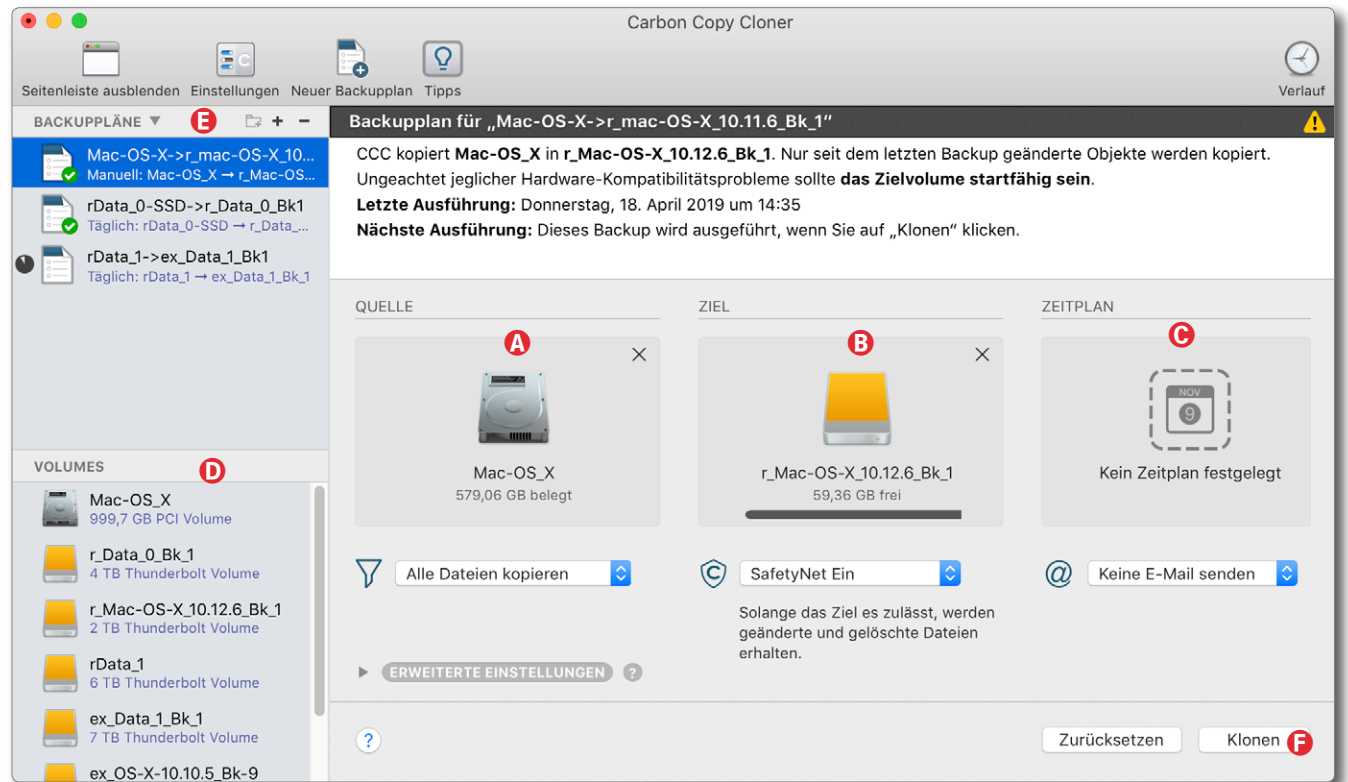 Carbon Copy Cloner
Seitenleiste ausblenden Einstellungen Neuer Backupplan Tipps Verlauf
BACKUPPLÄNE ▼ E + −
Mac-OS-X->r_mac-OS-X_10...
Manuell: Mac-OS_X → r_Mac-OS...
rData_0-SSD->r_Data_0_Bk1
Täglich: rData_0-SSD → r_Data_...
rData_1->ex_Data_1_Bk1
Täglich: rData_1 → ex_Data_1_Bk_1
VOLUMES D
Mac-OS_X
999,7 GB PCI Volume
r_Data_0_Bk_1
4 TB Thunderbolt Volume
r_Mac-OS-X_10.12.6_Bk_1
2 TB Thunderbolt Volume
rData_1
6 TB Thunderbolt Volume
ex_Data_1_Bk_1
7 TB Thunderbolt Volume
ex_OS-X-10.10.5_Bk-9
Backupplan für „Mac-OS-X->r_mac-OS-X_10.11.6_Bk_1“
CCC kopiert Mac-OS_X in r_Mac-OS-X_10.12.6_Bk_1. Nur seit dem letzten Backup geänderte Objekte werden kopiert.
Ungeachtet jeglicher Hardware-Kompatibilitätsprobleme sollte das Zielvolume startfähig sein.
Letzte Ausführung: Donnerstag, 18. April 2019 um 14:35
Nächste Ausführung: Dieses Backup wird ausgeführt, wenn Sie auf „Klonen“ klicken.
QUELLE
A
Mac-OS_X
579,06 GB belegt
Alle Dateien kopieren
ZIEL
B
r_Mac-OS-X_10.12.6_Bk_1
59,36 GB frei
C SafetyNet Ein
Solange das Ziel es zulässt, werden
geänderte und gelöschte Dateien
erhalten.
ZEITPLAN
C
NOV
9
Kein Zeitplan festgelegt
@ Keine E-Mail senden
ERWEITERTE EINSTELLUNGEN ?
? Zurücksetzen Klonen F